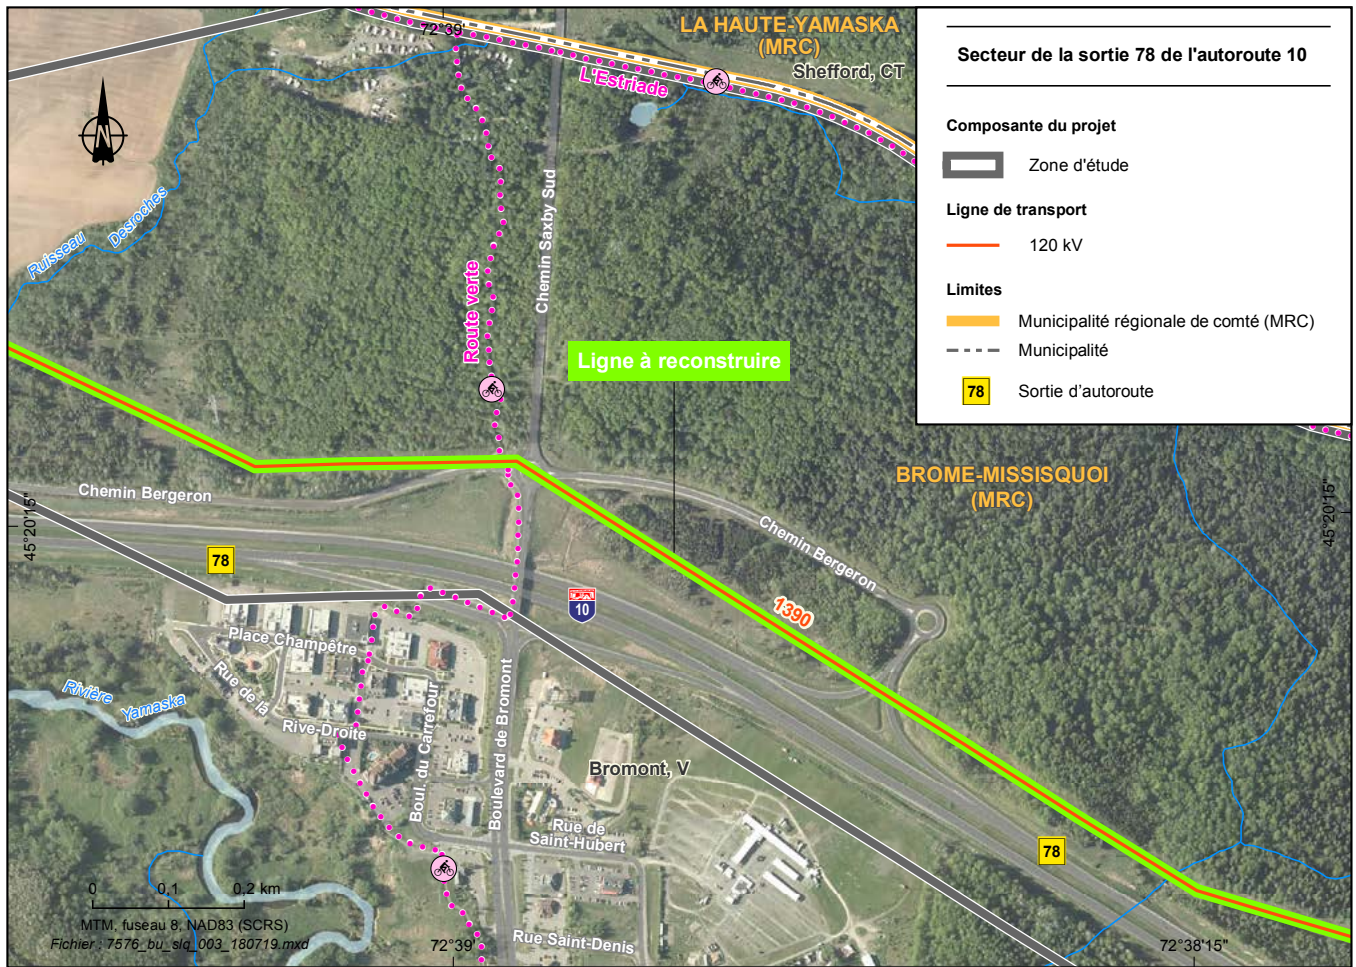 72°39'
LA HAUTE-YAMASKA
(MRC)
Shefford, CT
L'Estriade
N
Ruisseau Desroches
Chemin Saxby Sud
Route verte
Ligne à reconstruire
Secteur de la sortie 78 de l'autoroute 10
Composante du projet
Zone d'étude
Ligne de transport
120 kV
Limites
Municipalité régionale de comté (MRC)
Municipalité
78 Sortie d'autoroute
BROME-MISSISQUOI
(MRC)
Chemin Bergeron
45°20'15"
45°20'15"
Chemin Bergeron
78
10
1390
Place Champêtre
Rue de la
Rive-Droite
Rivière Yamaska
Boul. du Carrefour
Boulevard de Bromont
Bromont, V
Rue de
Saint-Hubert
78
0 0,1 0,2 km
MTM, fuseau 8, NAD83 (SCRS)
Fichier : 7576_bu_slq_003_180719.mxd
72°39'
Rue Saint-Denis
72°38'15"